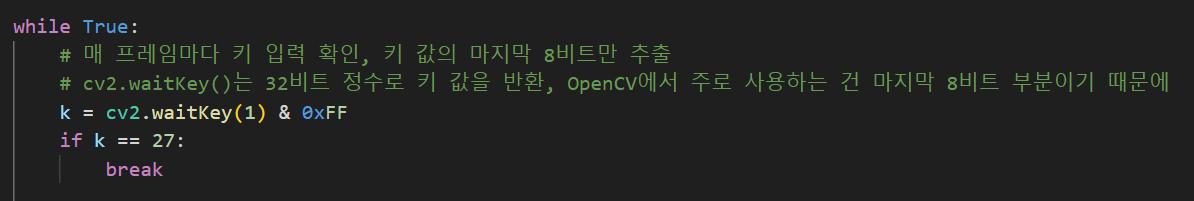 while True:
    # 매 프레임마다 키 입력 확인, 키 값의 마지막 8비트만 추출
    # cv2.waitKey()는 32비트 정수로 키 값을 반환, OpenCV에서 주로 사용하는 건 마지막 8비트 부분이기 때문에
    k = cv2.waitKey(1) & 0xFF
    if k == 27:
        break